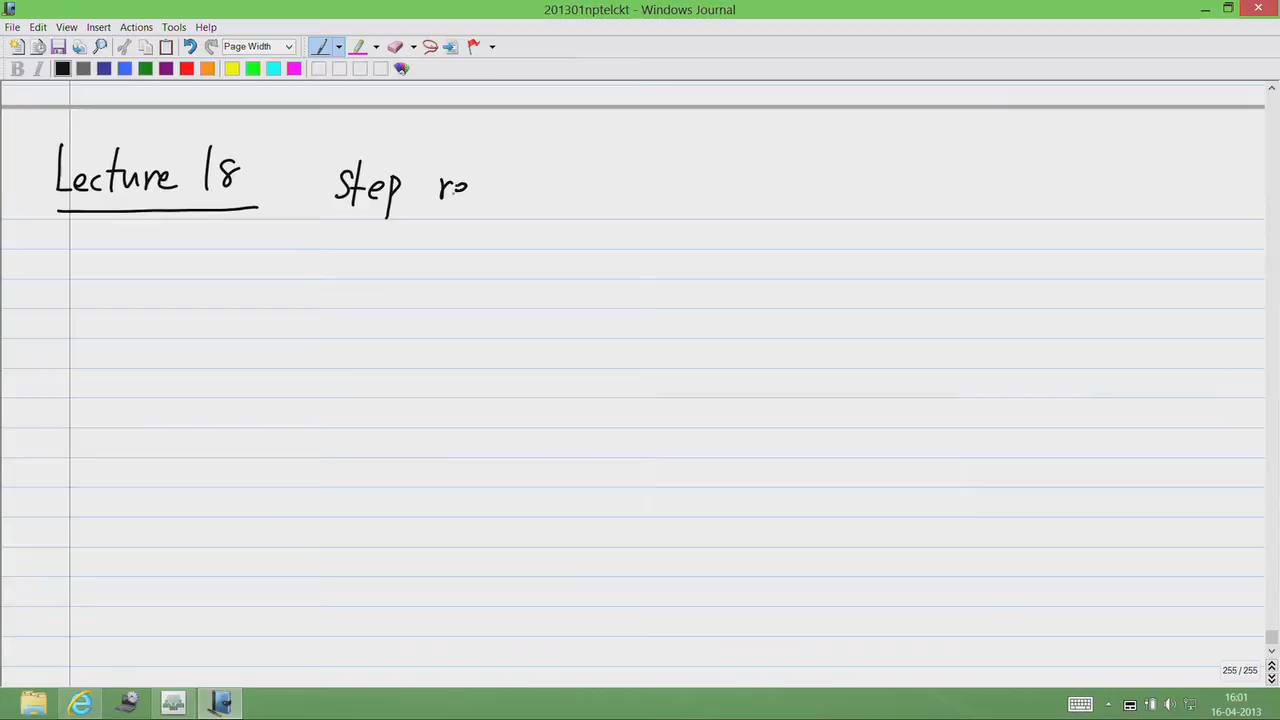 201301nptelckt - Windows Journal
File Edit View Insert Actions Tools Help
Page Width
B I
Lecture 18 Step re
255 / 255
16:01
16-04-2013